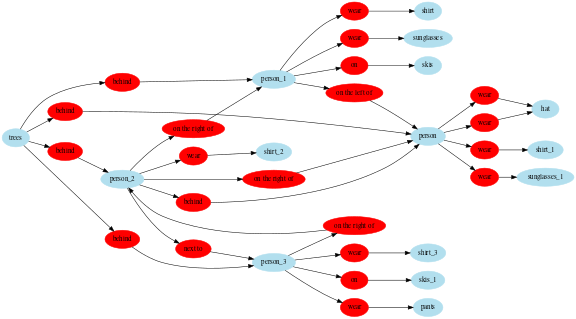 wear
shirt
wear
sunglasses
on
skis
behind
person_1
on the left of
wear
hat
behind
on the right of
wear
trees
person
behind
wear
shirt_2
wear
shirt_1
person_2
on the right of
wear
sunglasses_1
behind
on the right of
behind
next to
wear
shirt_3
person_3
on
skis_1
wear
pants